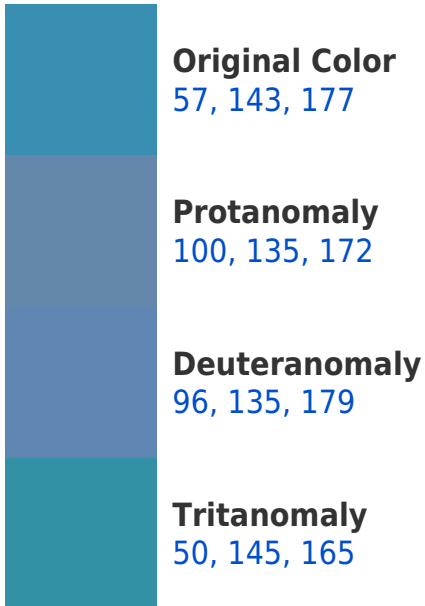 Original Color
57, 143, 177
Protanomaly
100, 135, 172
Deuteranomaly
96, 135, 179
Tritanomaly
50, 145, 165